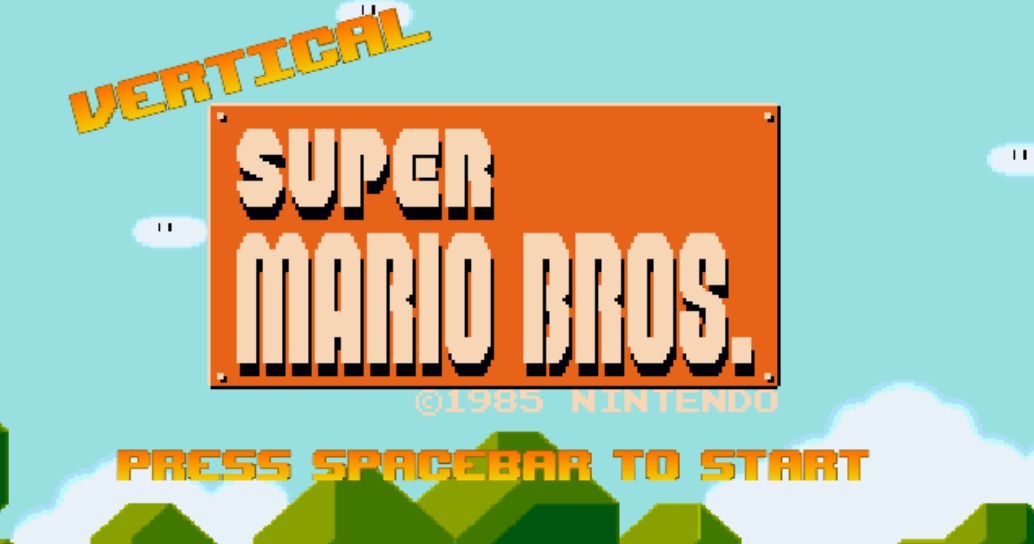 VERTICAL
SUPER
MARIO BROS.
©1985 NINTENDO
PRESS SPACEBAR TO START